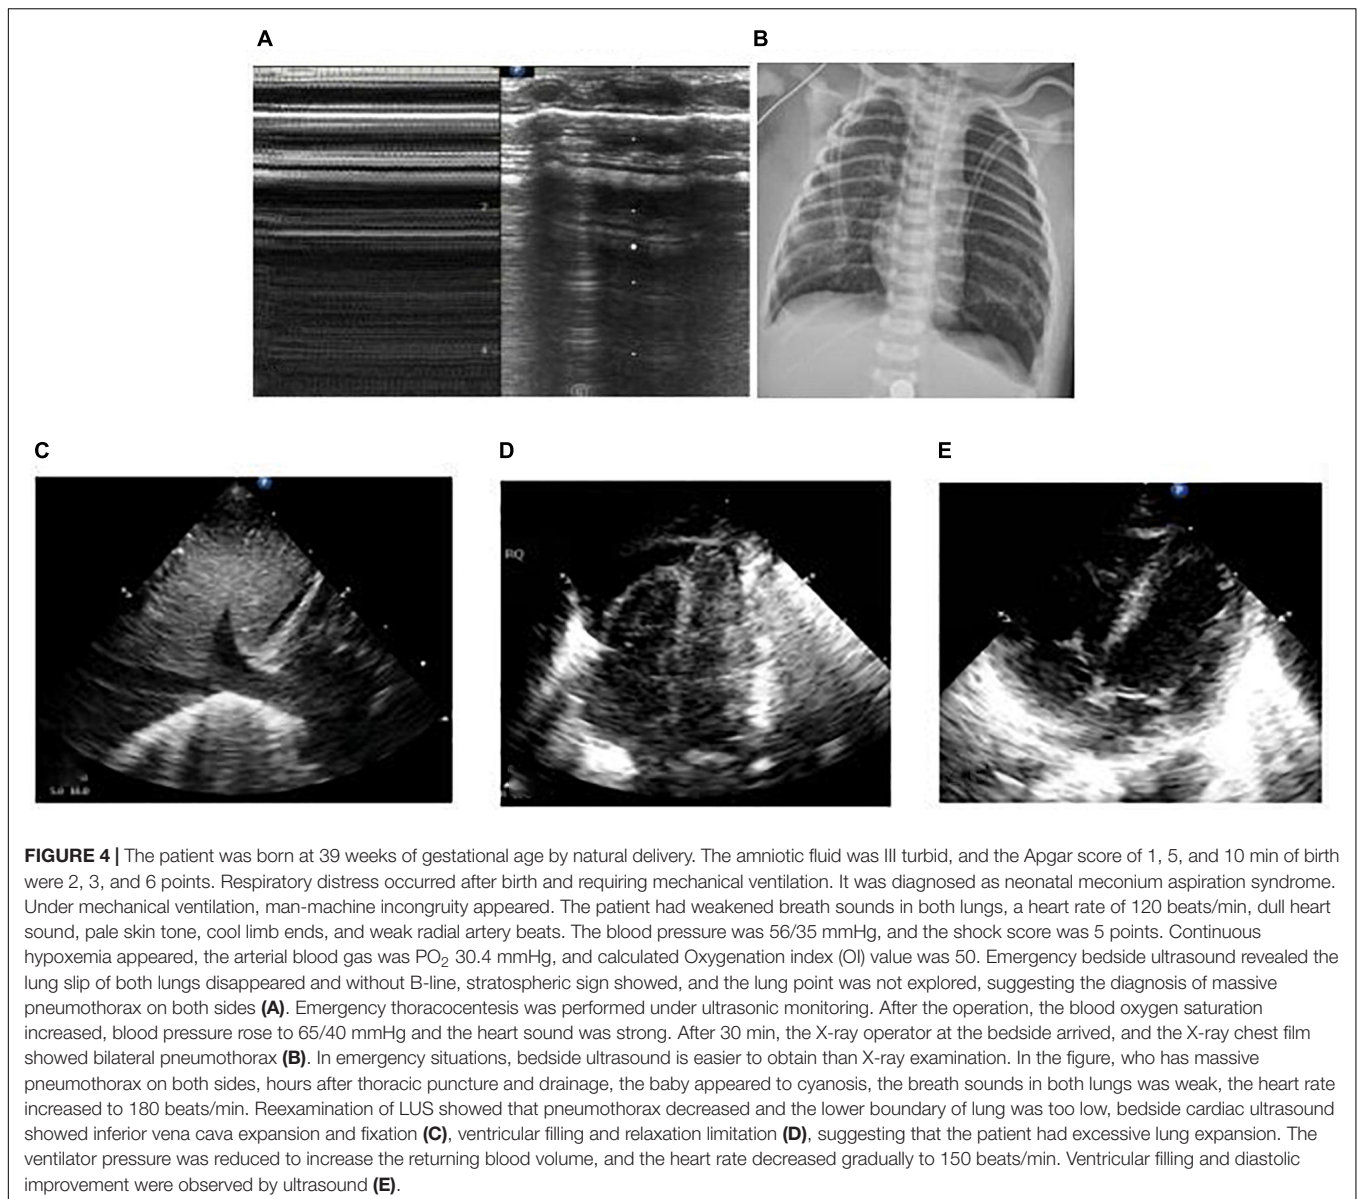 A
B
C
D
E
RQ
FIGURE 4 | The patient was born at 39 weeks of gestational age by natural delivery. The amniotic fluid was III turbid, and the Apgar score of 1, 5, and 10 min of birth
were 2, 3, and 6 points. Respiratory distress occurred after birth and requiring mechanical ventilation. It was diagnosed as neonatal meconium aspiration syndrome.
Under mechanical ventilation, man-machine incongruity appeared. The patient had weakened breath sounds in both lungs, a heart rate of 120 beats/min, dull heart
sound, pale skin tone, cool limb ends, and weak radial artery beats. The blood pressure was 56/35 mmHg, and the shock score was 5 points. Continuous
hypoxemia appeared, the arterial blood gas was PO2 30.4 mmHg, and calculated Oxygenation index (OI) value was 50. Emergency bedside ultrasound revealed the
lung slip of both lungs disappeared and without B-line, stratospheric sign showed, and the lung point was not explored, suggesting the diagnosis of massive
pneumothorax on both sides (A). Emergency thoracocentesis was performed under ultrasonic monitoring. After the operation, the blood oxygen saturation
increased, blood pressure rose to 65/40 mmHg and the heart sound was strong. After 30 min, the X-ray operator at the bedside arrived, and the X-ray chest film
showed bilateral pneumothorax (B). In emergency situations, bedside ultrasound is easier to obtain than X-ray examination. In the figure, who has massive
pneumothorax on both sides, hours after thoracic puncture and drainage, the baby appeared to cyanosis, the breath sounds in both lungs was weak, the heart rate
increased to 180 beats/min. Reexamination of LUS showed that pneumothorax decreased and the lower boundary of lung was too low, bedside cardiac ultrasound
showed inferior vena cava expansion and fixation (C), ventricular filling and relaxation limitation (D), suggesting that the patient had excessive lung expansion. The
ventilator pressure was reduced to increase the returning blood volume, and the heart rate decreased gradually to 150 beats/min. Ventricular filling and diastolic
improvement were observed by ultrasound (E).